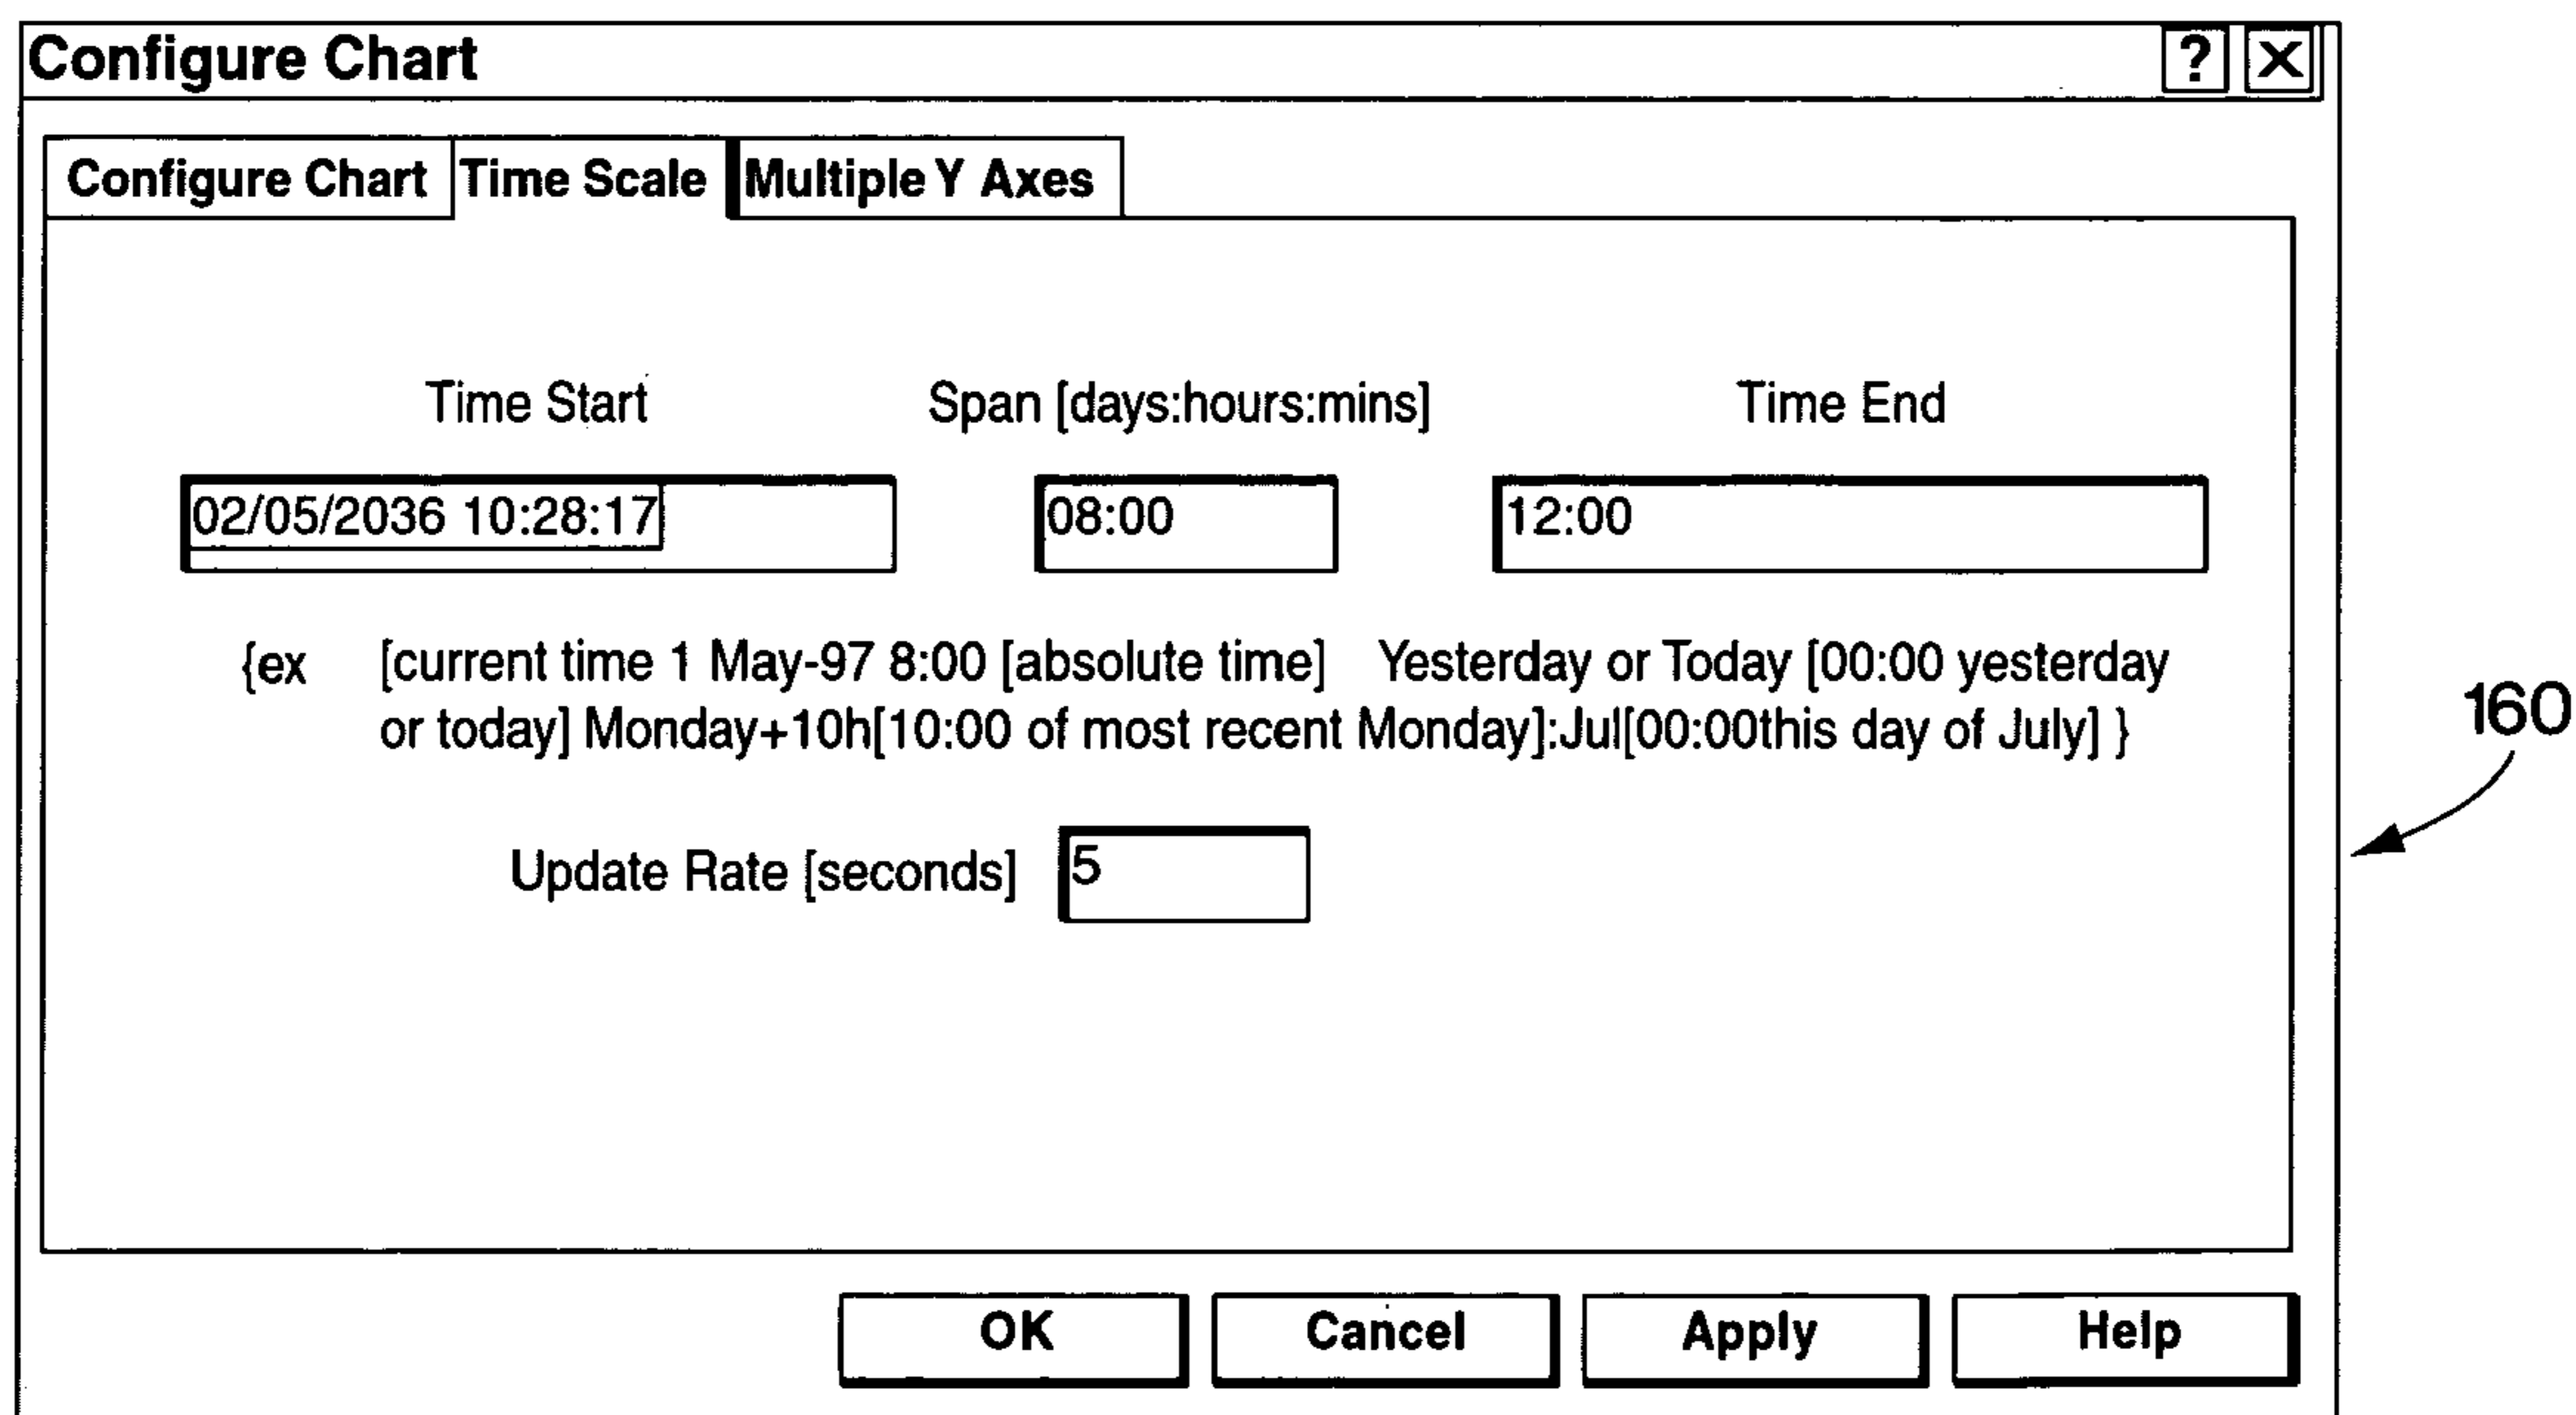 Configure Chart ? X
Configure Chart Time Scale Multiple Y Axes
Time Start Span [days:hours:mins] Time End
02/05/2036 10:28:17 08:00 12:00
{ex [current time 1 May-97 8:00 [absolute time] Yesterday or Today [00:00 yesterday
or today] Monday+10h[10:00 of most recent Monday]:Jul[00:00this day of July] }
160
Update Rate [seconds] 5
OK Cancel Apply Help